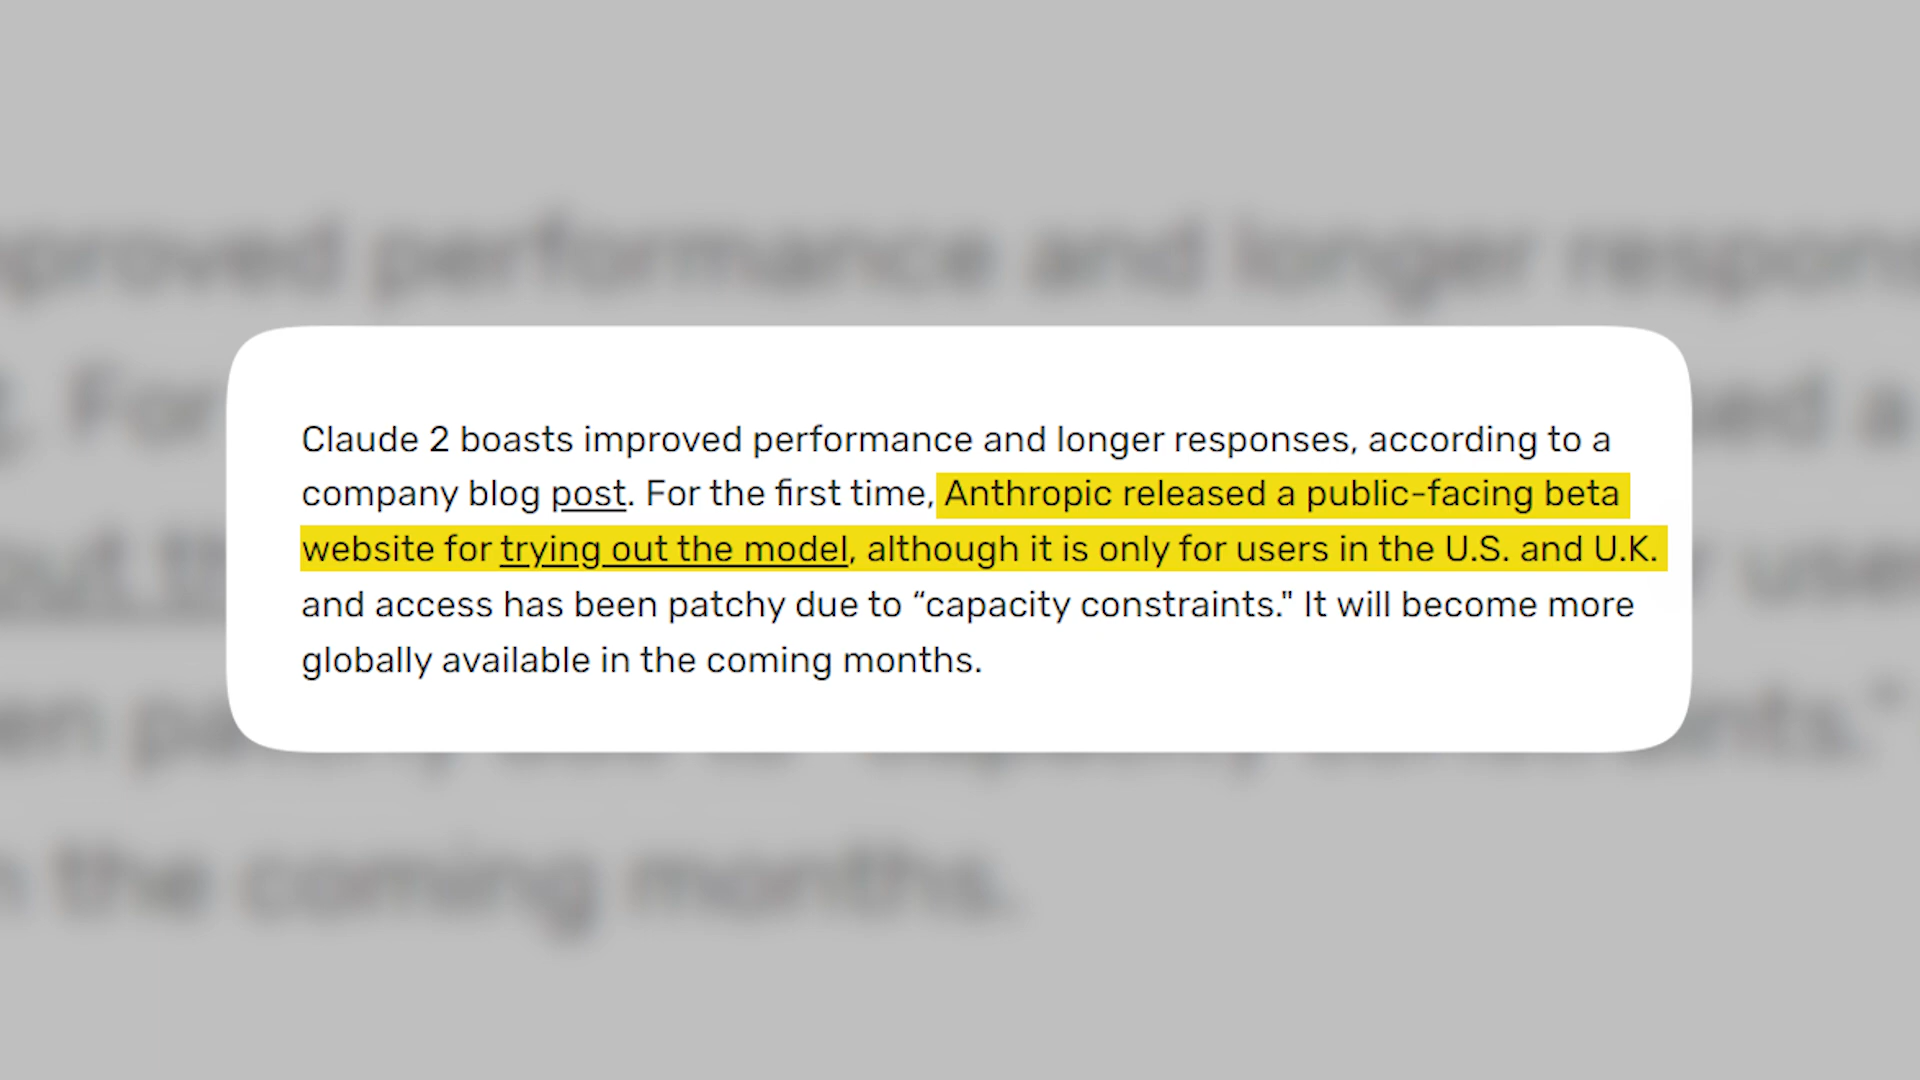 Claude 2 boasts improved performance and longer responses, according to a
company blog post. For the first time, Anthropic released a public-facing beta
website for trying out the model, although it is only for users in the U.S. and U.K.
and access has been patchy due to “capacity constraints." It will become more
globally available in the coming months.